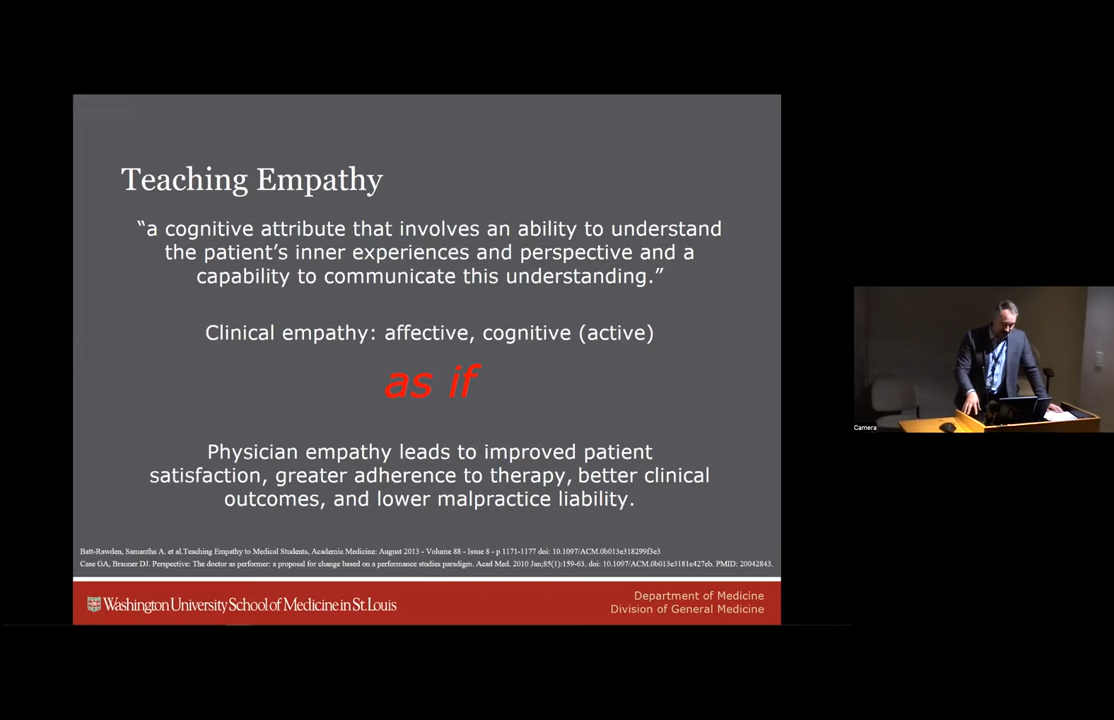 Teaching Empathy
“a cognitive attribute that involves an ability to understand
the patient’s inner experiences and perspective and a
capability to communicate this understanding.”
Clinical empathy: affective, cognitive (active)
as if
Physician empathy leads to improved patient
satisfaction, greater adherence to therapy, better clinical
outcomes, and lower malpractice liability.
Batt-Rawden, Samantha A. et al.Teaching Empathy to Medical Students, Academic Medicine: August 2013 - Volume 88 - Issue 8 - p 1171-1177 doi: 10.1097/ACM.0b013e318299f3e3
Case GA, Brauner DJ. Perspective: The doctor as performer: a proposal for change based on a performance studies paradigm. Acad Med. 2010 Jan;85(1):159-63. doi: 10.1097/ACM.0b013e3181c427eb. PMID: 20042843.
Washington University School of Medicine in St. Louis
Department of Medicine
Division of General Medicine
Camera